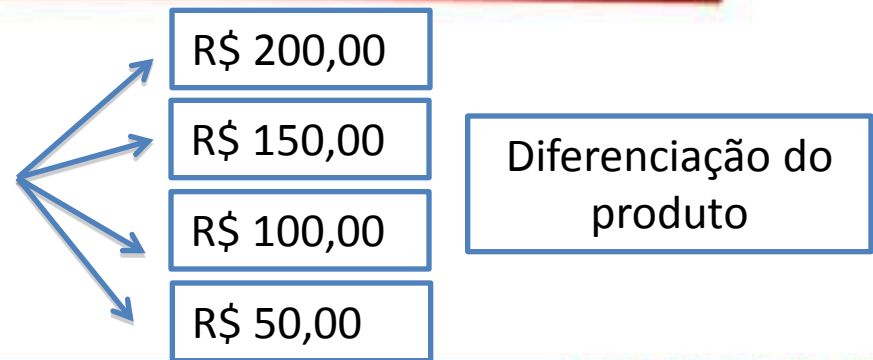 R$ 200,00
R$ 150,00
R$ 100,00
R$ 50,00
Diferenciação do
produto